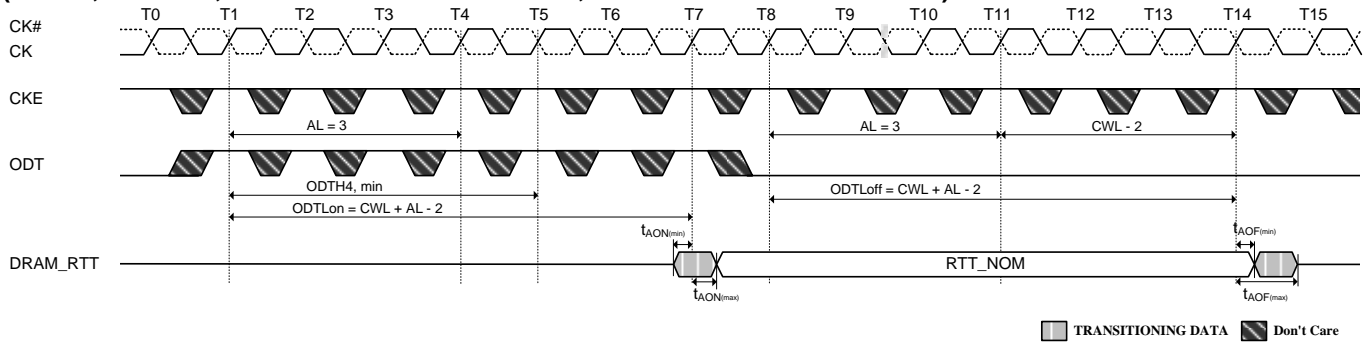 T0 T1 T2 T3 T4 T5 T6 T7 T8 T9 T10 T11 T12 T13 T14 T15
CK#
CK
CKE
AL = 3 AL = 3 CWL - 2
ODT
ODTH4, min ODTLoff = CWL + AL - 2
ODTLon = CWL + AL - 2
tAON(min) tAOF(min)
DRAM_RTT RTT_NOM
tAON(max) tAOF(max)
TRANSITIONING DATA Don't Care